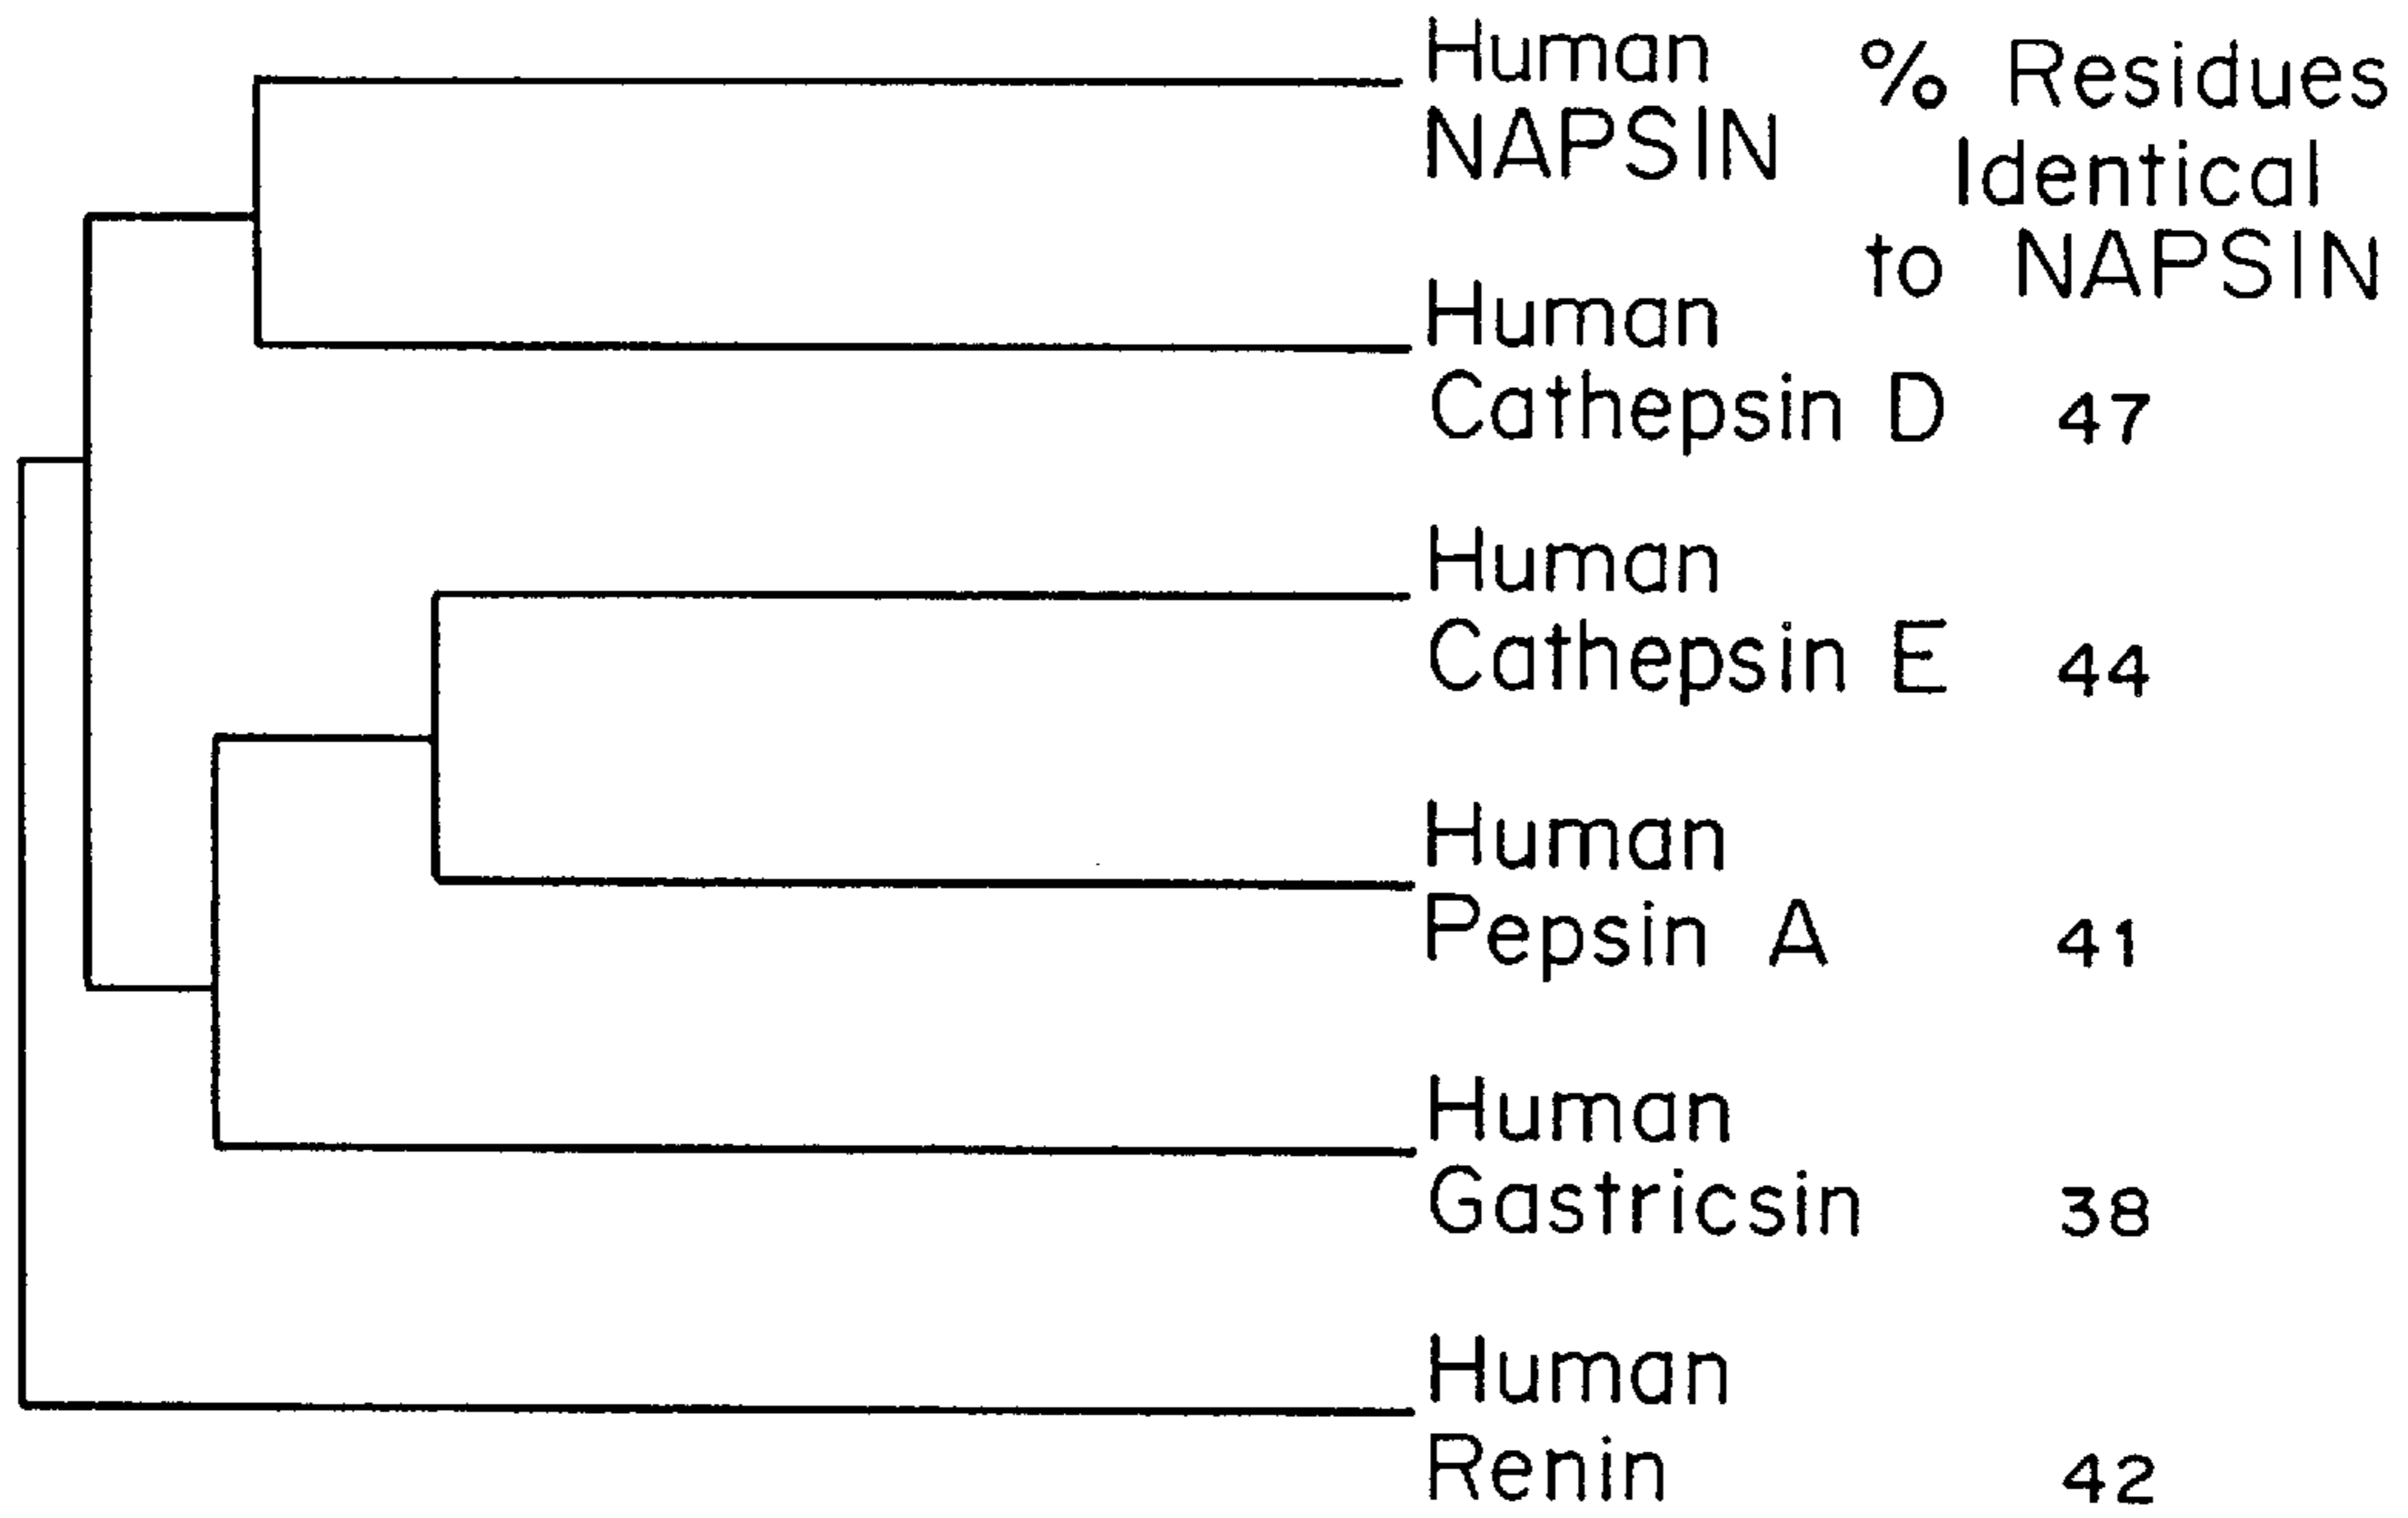 Human
NAPSIN
% Residues
Identical
to NAPSIN
Human
Cathepsin D 47
Human
Cathepsin E 44
Human
Pepsin A 41
Human
Gastricsin 38
Human
Renin 42